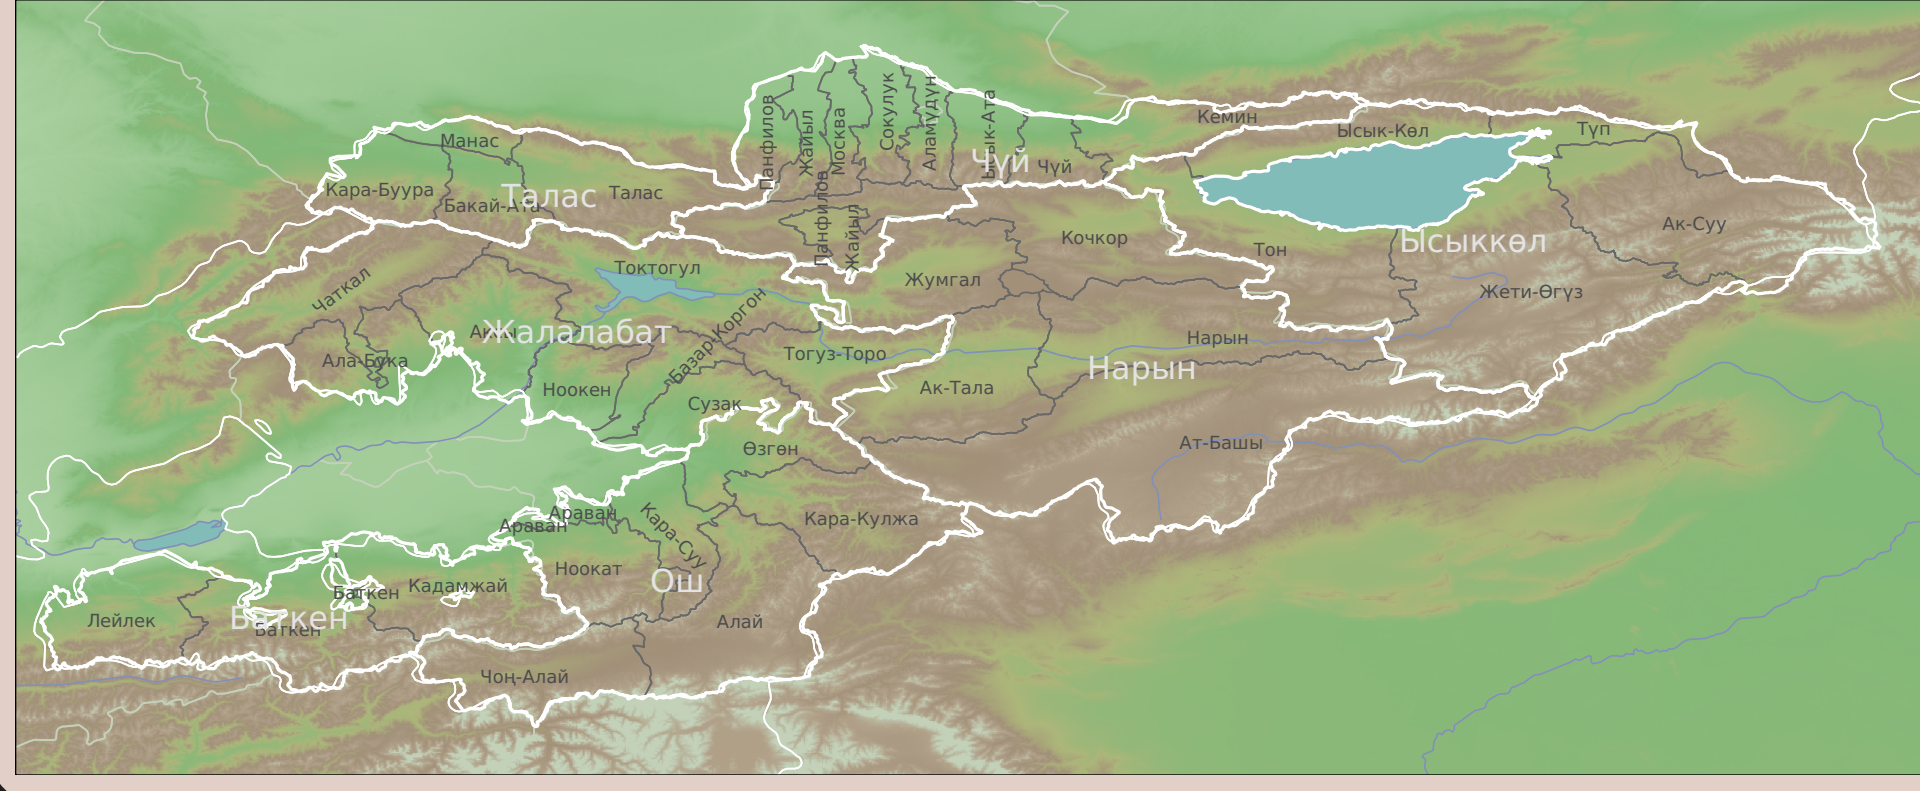 Панфилов
Жайыл
Москва
Сокулук
Аламүдүн
Ысык-Ата
Чүй
Чүй
Кемин
Ысык-Көл
Түп
Манас
Кара-Буура
Бакай-Ата
Талас
Талас
Панфилов
Жайыл
Кочкор
Тон
Ысыккөл
Ак-Суу
Жети-Өгүз
Чаткал
Токтогул
Жумгал
Жалалабат
Ала-Бука
Базар-Коргон
Тогуз-Торо
Нарын
Нарын
Ноокен
Сузак
Ак-Тала
Өзгөн
Ат-Башы
Араван
Араван
Кара-Суу
Кара-Кулжа
Ноокат
Ош
Баткен
Кадамжай
Лейлек
Баткен
Баткен
Алай
Чоң-Алай